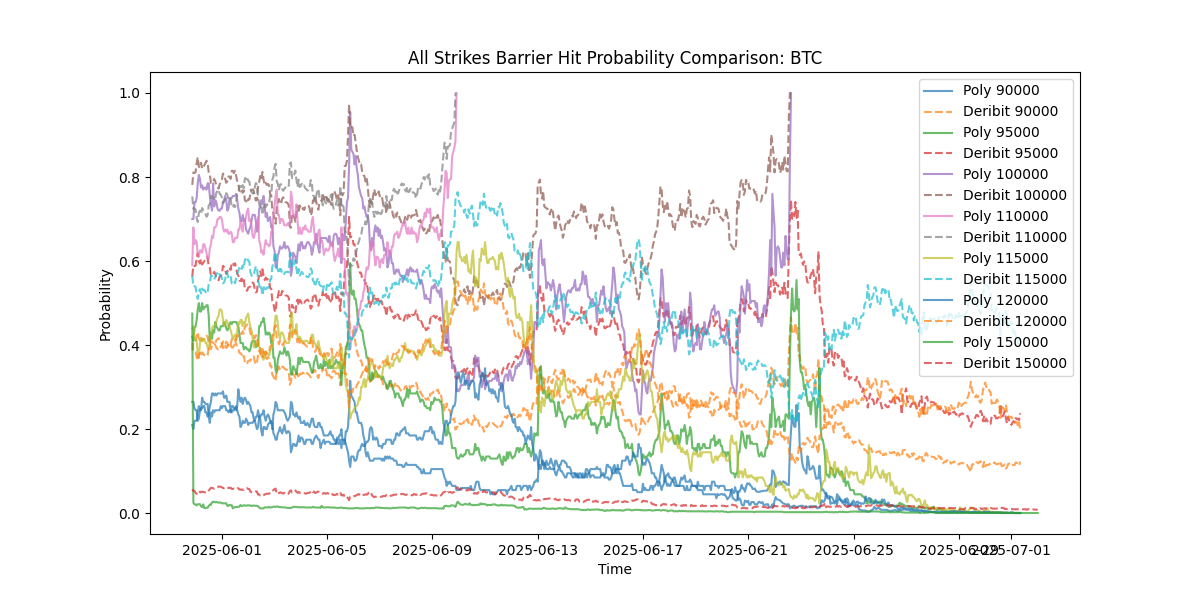 All Strikes Barrier Hit Probability Comparison: BTC
Probability
1.0
0.8
0.6
0.4
0.2
0.0
Poly 90000
Deribit 90000
Poly 95000
Deribit 95000
Poly 100000
Deribit 100000
Poly 110000
Deribit 110000
Poly 115000
Deribit 115000
Poly 120000
Deribit 120000
Poly 150000
Deribit 150000
2025-06-01 2025-06-05 2025-06-09 2025-06-13 2025-06-17 2025-06-21 2025-06-25 2025-06-29 2025-07-01
Time